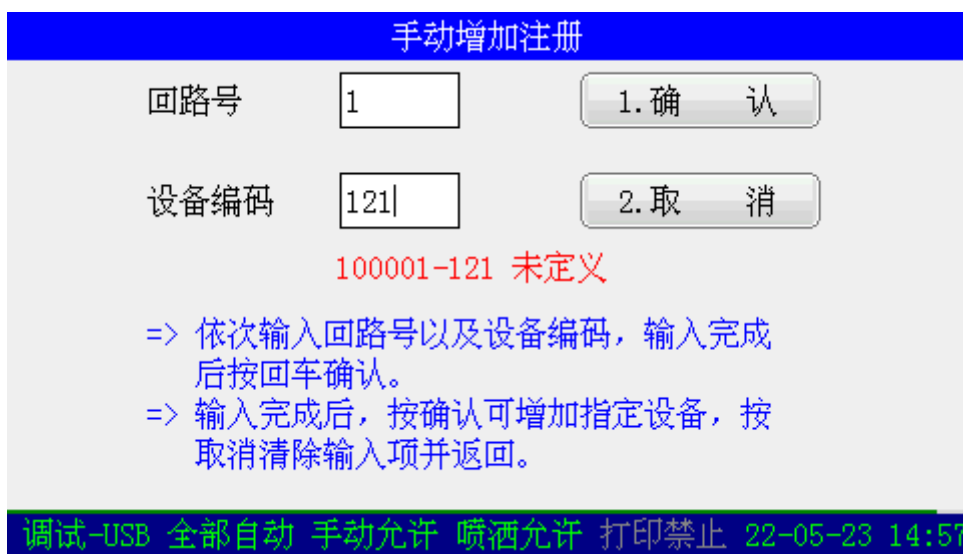 手动增加注册
回路号 1 1.确 认
设备编码 121 2.取 消
100001-121 未定义
=> 依次输入回路号以及设备编码，输入完成
后按回车确认。
=> 输入完成后，按确认可增加指定设备，按
取消清除输入项并返回。
调试-USB 全部自动 手动允许 喷洒允许 打印禁止 22-05-23 14:57